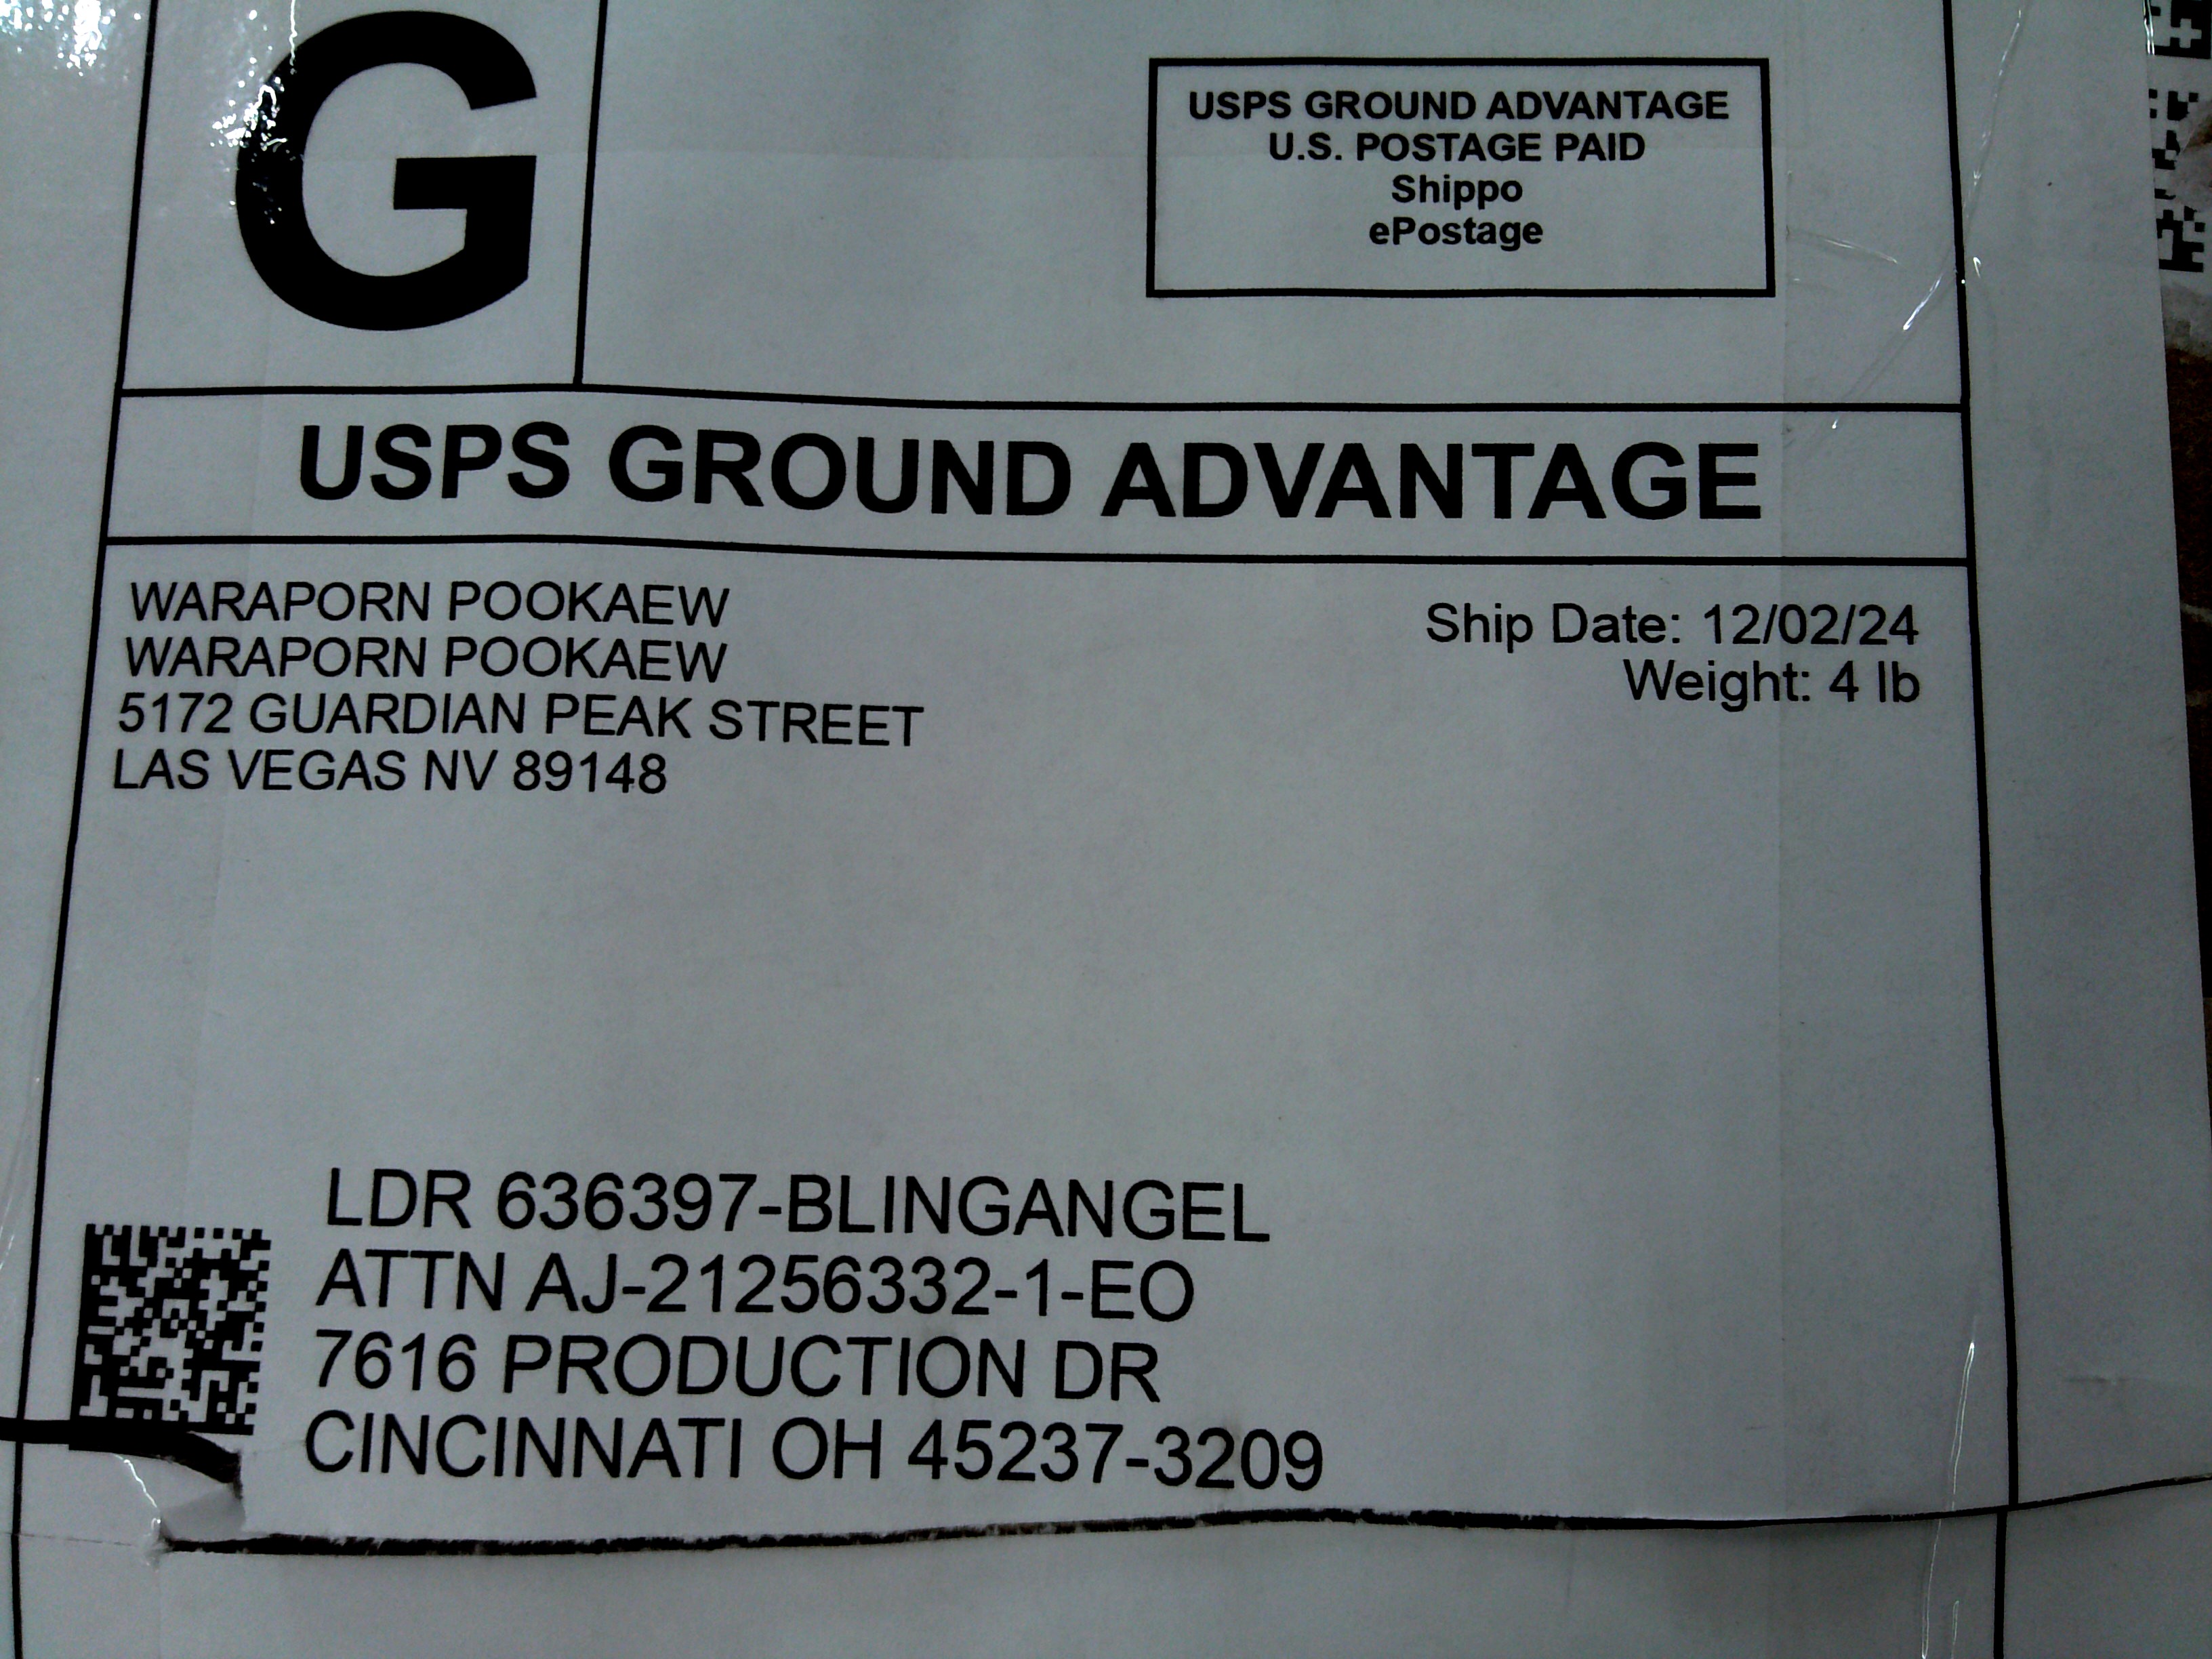 G
USPS GROUND ADVANTAGE
U.S. POSTAGE PAID
Shippo
ePostage
USPS GROUND ADVANTAGE
WARAPORN POOKAEW
WARAPORN POOKAEW
5172 GUARDIAN PEAK STREET
LAS VEGAS NV 89148
Ship Date: 12/02/24
Weight: 4 lb
LDR 636397-BLINGANGEL
ATTN AJ-21256332-1-EO
7616 PRODUCTION DR
CINCINNATI OH 45237-3209